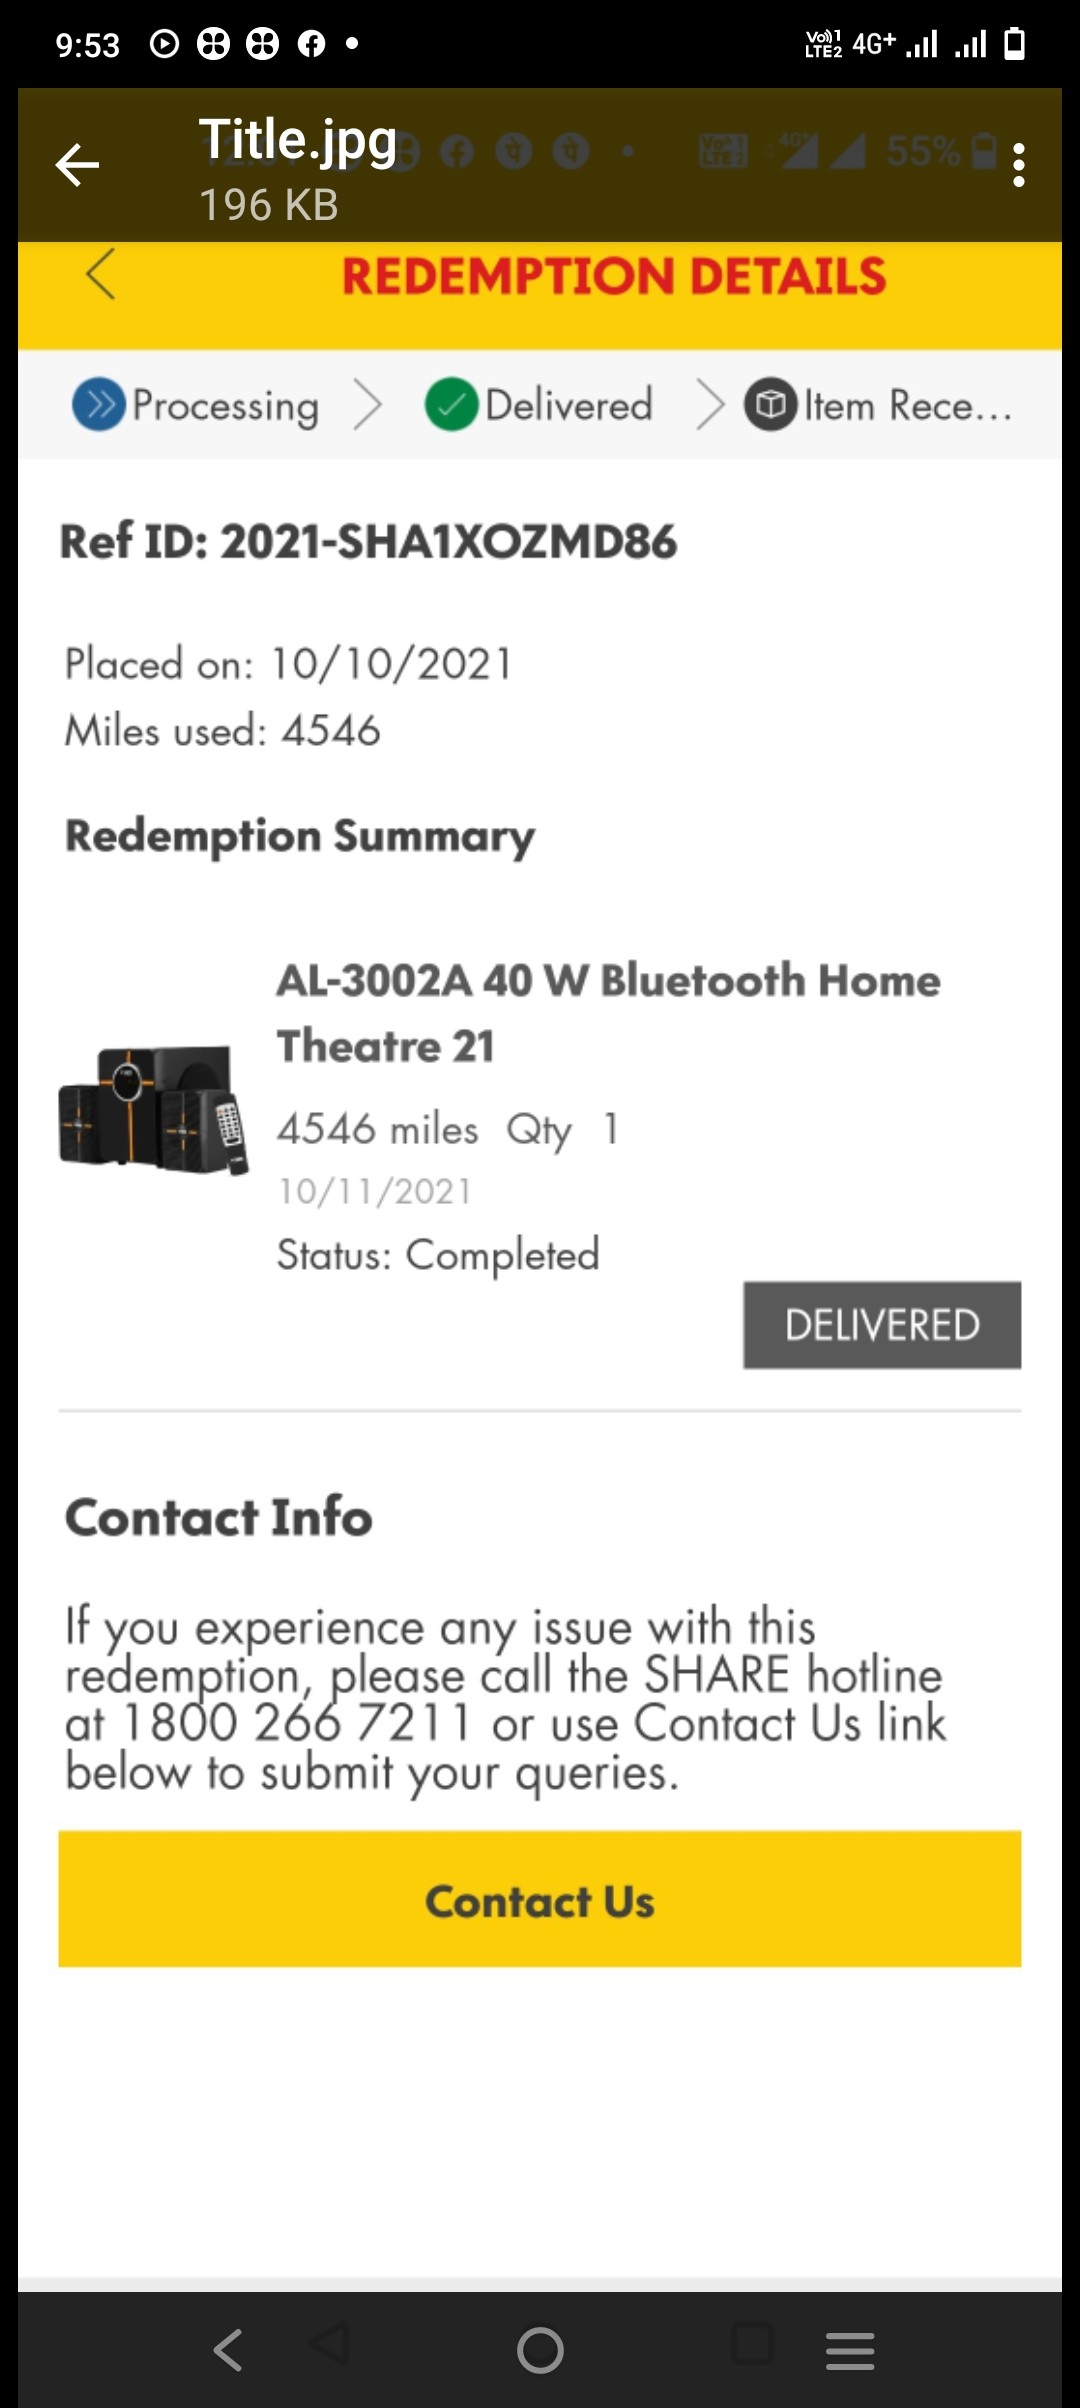 9:53
Vo))1 LTE2 4G+
Title.jpg
55%
196 KB
REDEMPTION DETAILS
Processing
Delivered
Item Rece...
Ref ID: 2021-SHA1XOZMD86
Placed on: 10/10/2021
Miles used: 4546
Redemption Summary
AL-3002A 40 W Bluetooth Home
Theatre 21
4546 miles Qty 1
10/11/2021
Status: Completed
DELIVERED
Contact Info
If you experience any issue with this
redemption, please call the SHARE hotline
at 1800 266 7211 or use Contact Us link
below to submit your queries.
Contact Us